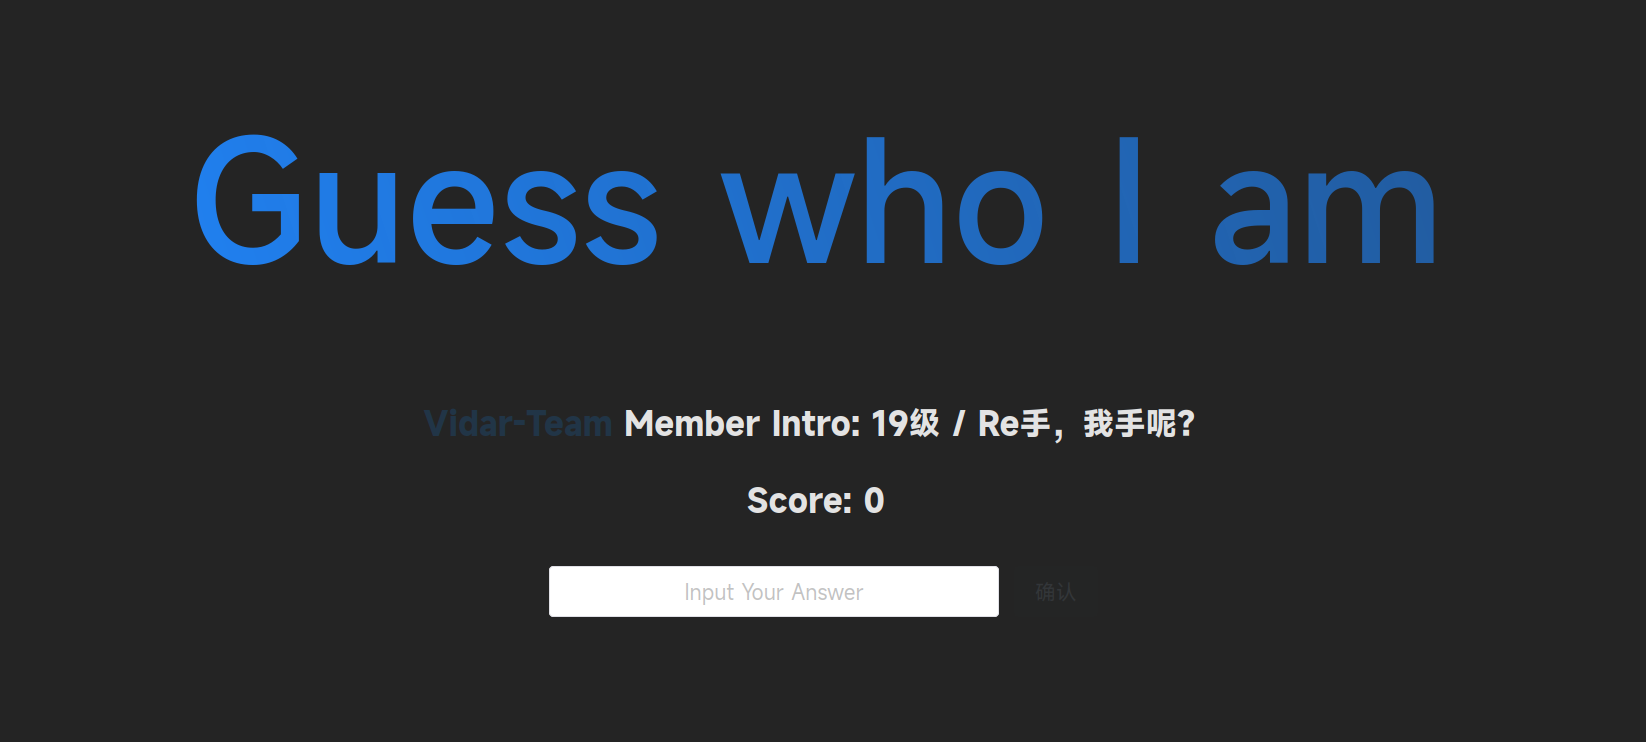 Guess who I am
Vidar-Team Member Intro: 19级 / Re手，我手呢?
Score: 0
Input Your Answer 确认